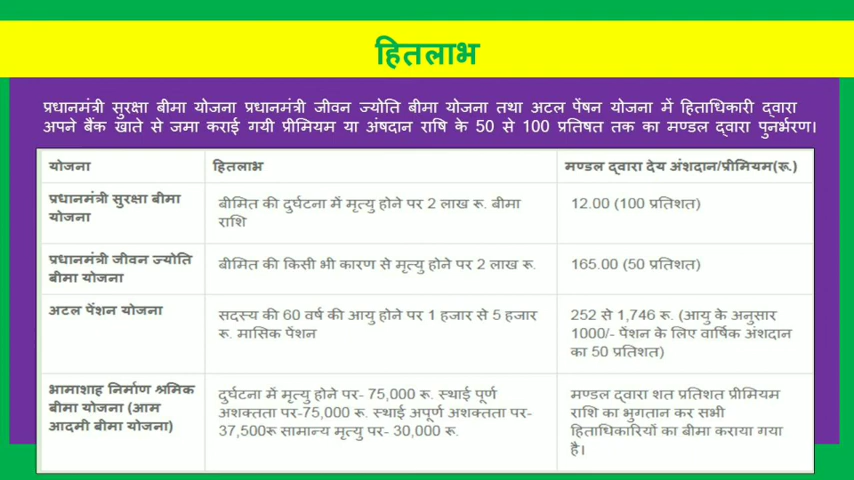 हितलाभ
प्रधानमंत्री सुरक्षा बीमा योजना प्रधानमंत्री जीवन ज्योति बीमा योजना तथा अटल पेंषन योजना में हिताधिकारी द्वारा
अपने बैंक खाते से जमा कराई गयी प्रीमियम या अंषदान राषि के 50 से 100 प्रतिषत तक का मण्डल द्वारा पुनर्भरण।
योजना हितलाभ मण्डल द्वारा देय अंशदान/प्रीमियम(रू.)
प्रधानमंत्री सुरक्षा बीमा
योजना
बीमित की दुर्घटना में मृत्यु होने पर 2 लाख रू. बीमा
राशि
12.00 (100 प्रतिशत)
प्रधानमंत्री जीवन ज्योति
बीमा योजना
बीमित की किसी भी कारण से मृत्यु होने पर 2 लाख रू.
165.00 (50 प्रतिशत)
अटल पेंशन योजना
सदस्य की 60 वर्ष की आयु होने पर 1 हजार से 5 हजार
रू. मासिक पेंशन
252 से 1,746 रू. (आयु के अनुसार
1000/- पेंशन के लिए वार्षिक अंशदान
का 50 प्रतिशत)
भामाशाह निर्माण श्रमिक
बीमा योजना (आम
आदमी बीमा योजना)
दुर्घटना में मृत्यु होने पर- 75,000 रू. स्थाई पूर्ण
अशक्तता पर-75,000 रू. स्थाई अपूर्ण अशक्तता पर-
37,500रू सामान्य मृत्यु पर- 30,000 रू.
मण्डल द्वारा शत प्रतिशत प्रीमियम
राशि का भुगतान कर सभी
हिताधिकारियों का बीमा कराया गया
है।